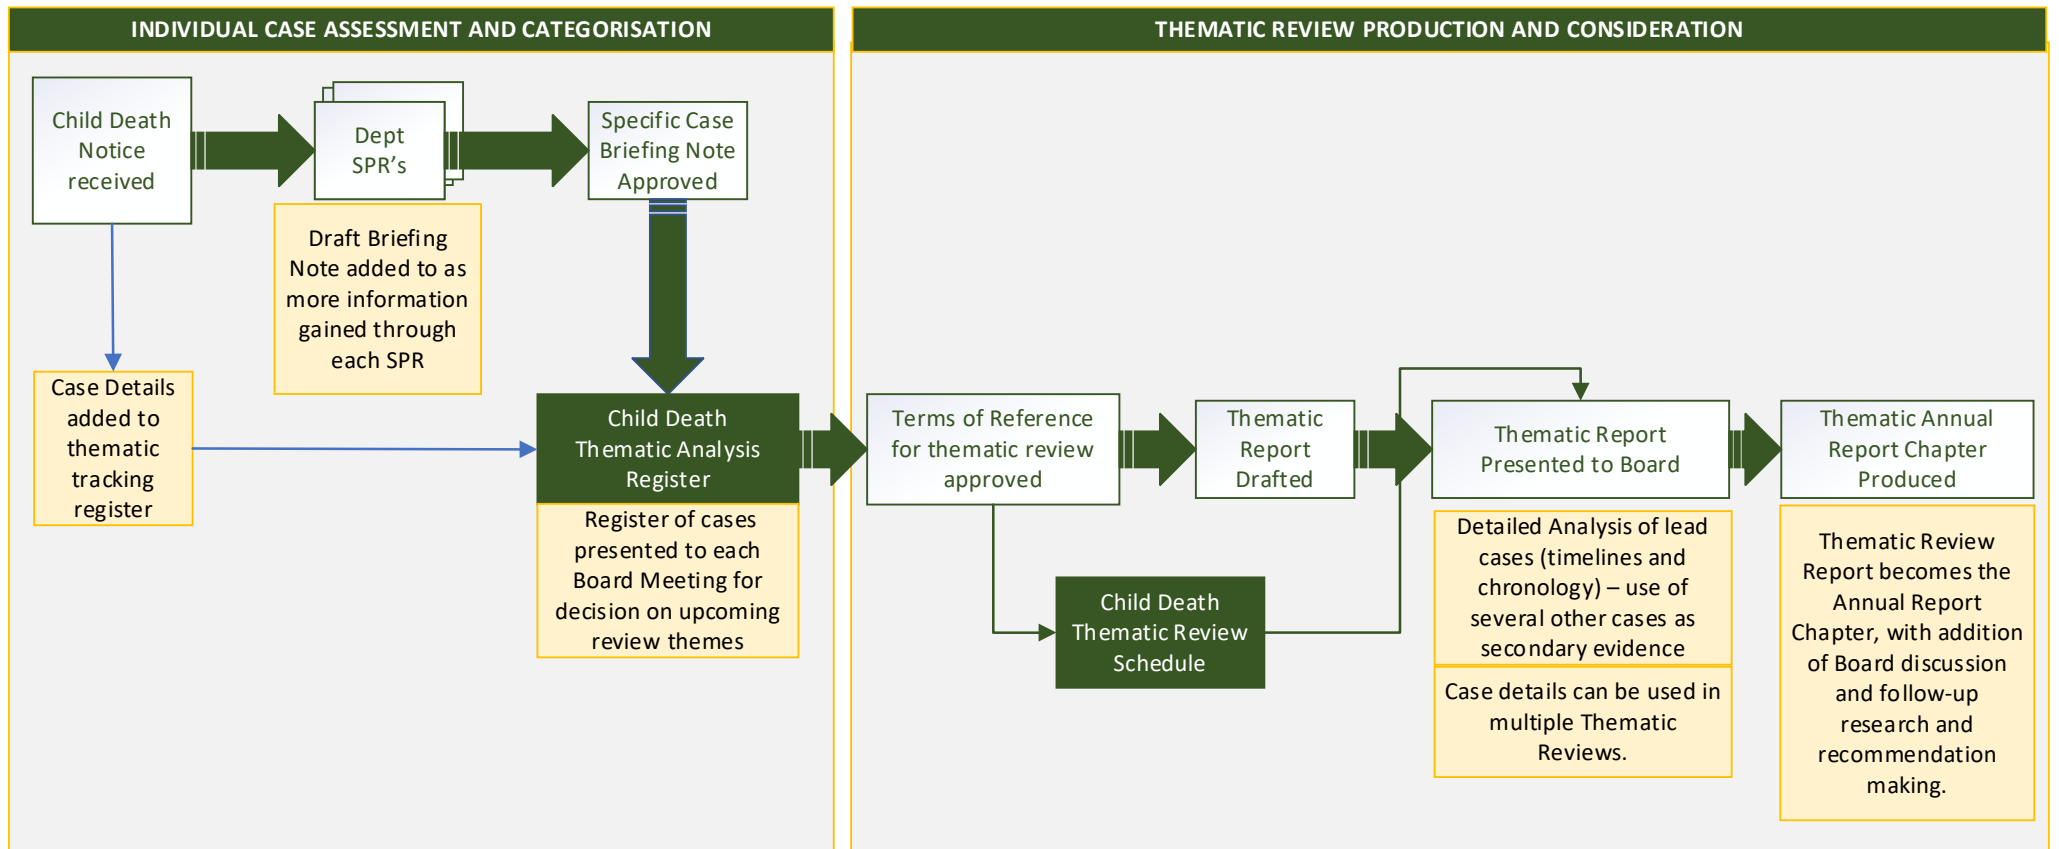 INDIVIDUAL CASE ASSESSMENT AND CATEGORISATION
Child Death
Notice
received
Dept
SPR’s
Specific Case
Briefing Note
Approved
Draft Briefing
Note added to as
more information
gained through
each SPR
Case Details
added to
thematic
tracking
register
Child Death
Thematic Analysis
Register
Register of cases
presented to each
Board Meeting for
decision on upcoming
review themes
THEMATIC REVIEW PRODUCTION AND CONSIDERATION
Terms of Reference
for thematic review
approved
Thematic
Report
Drafted
Thematic Report
Presented to Board
Thematic Annual
Report Chapter
Produced
Child Death
Thematic Review
Schedule
Detailed Analysis of lead
cases (timelines and
chronology) – use of
several other cases as
secondary evidence
Case details can be used in
multiple Thematic
Reviews.
Thematic Review
Report becomes the
Annual Report
Chapter, with addition
of Board discussion
and follow-up
research and
recommendation
making.